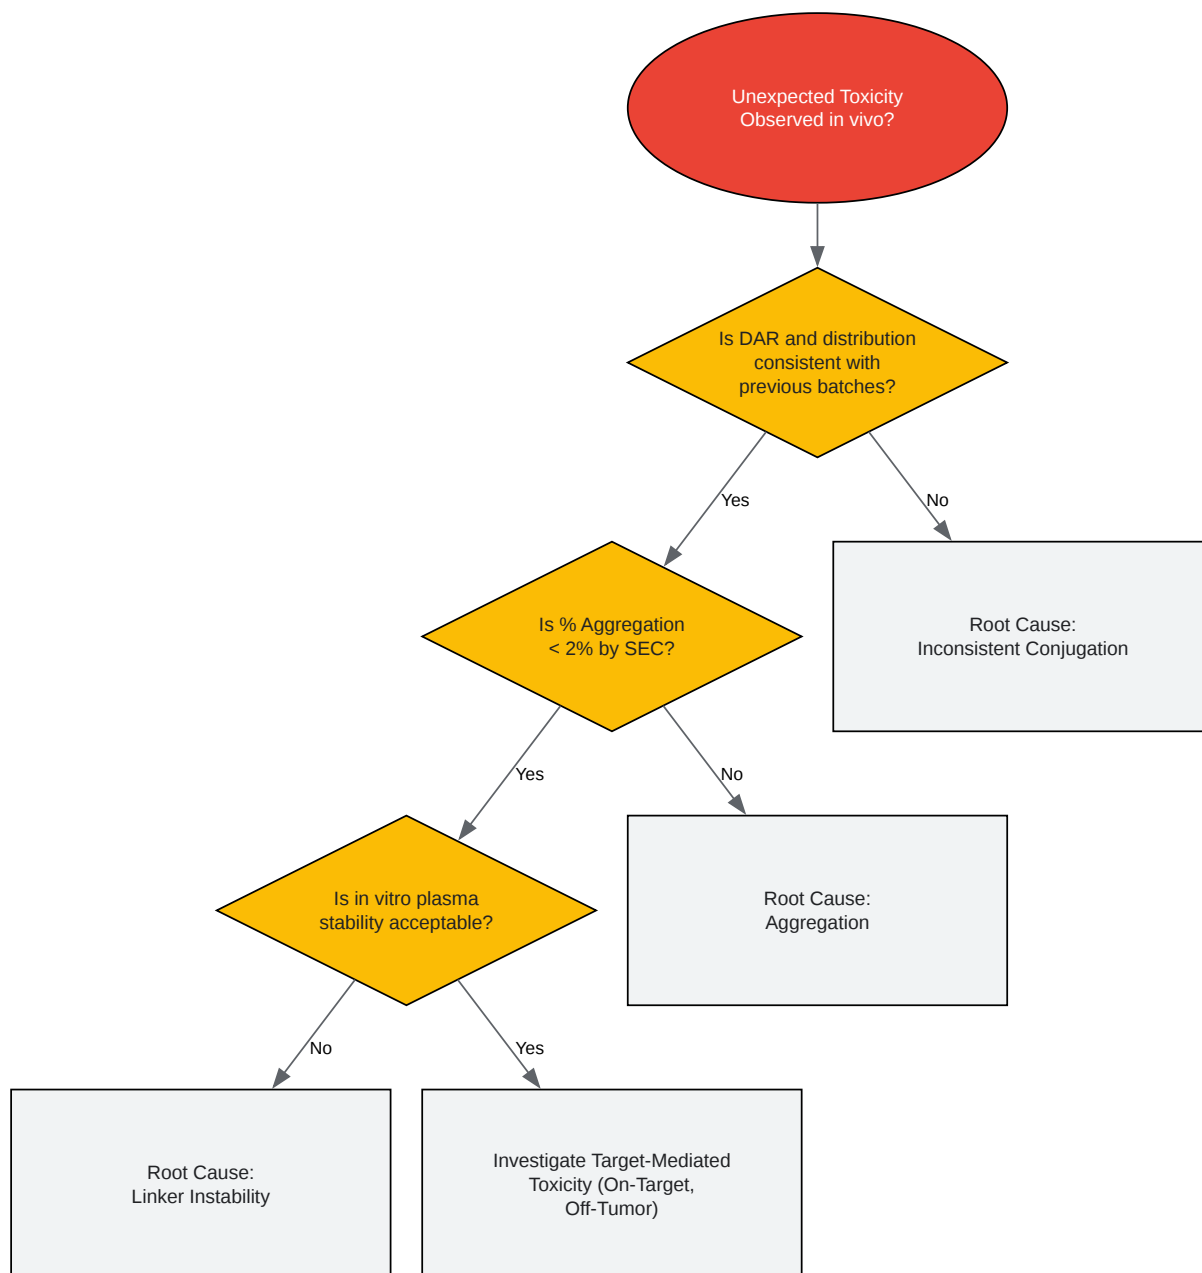 Unexpected Toxicity
Observed in vivo?
Is DAR and distribution
consistent with
previous batches?
Yes
No
Is % Aggregation
< 2% by SEC?
Root Cause:
Inconsistent Conjugation
Yes
No
Is in vitro plasma
stability acceptable?
Root Cause:
Aggregation
No
Yes
Root Cause:
Linker Instability
Investigate Target-Mediated
Toxicity (On-Target,
Off-Tumor)